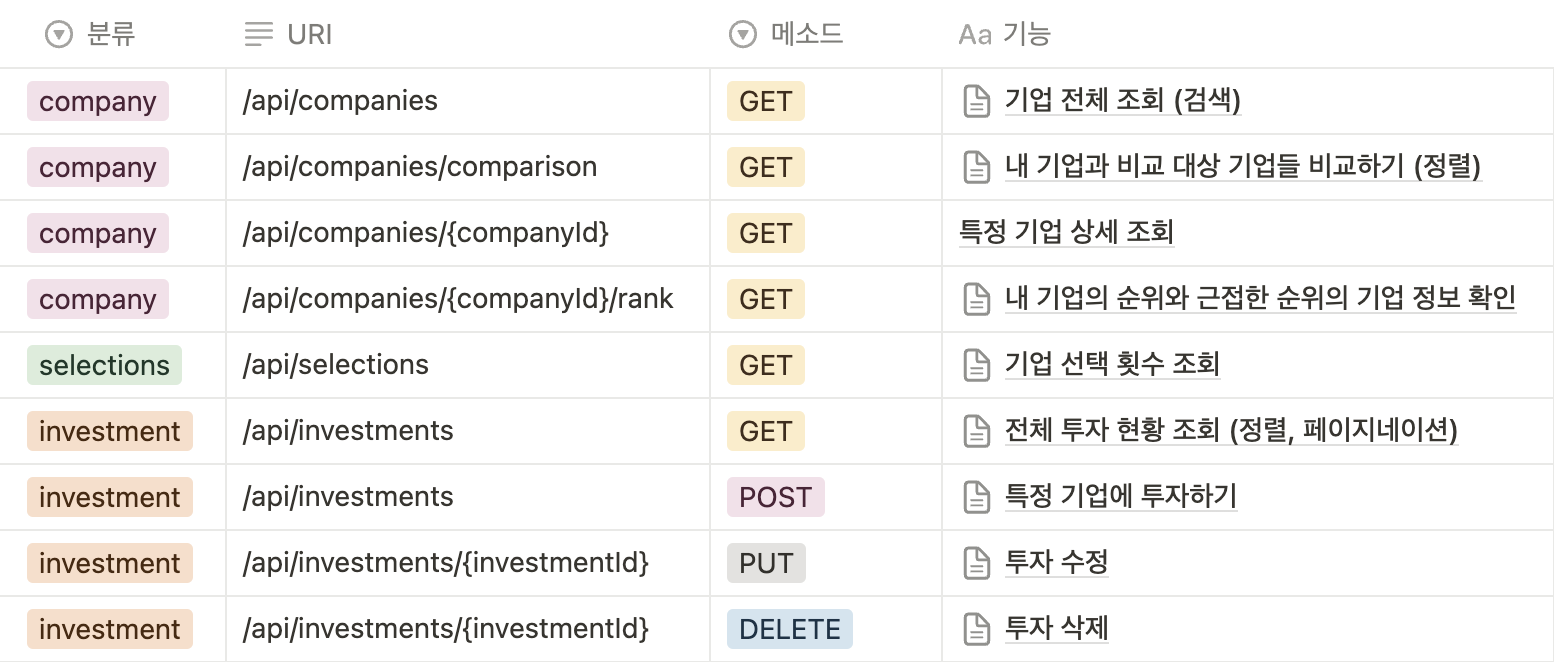 분류 URI 메소드 Aa 기능
company /api/companies GET 기업 전체 조회 (검색)
company /api/companies/comparison GET 내 기업과 비교 대상 기업들 비교하기 (정렬)
company /api/companies/{companyId} GET 특정 기업 상세 조회
company /api/companies/{companyId}/rank GET 내 기업의 순위와 근접한 순위의 기업 정보 확인
selections /api/selections GET 기업 선택 횟수 조회
investment /api/investments GET 전체 투자 현황 조회 (정렬, 페이지네이션)
investment /api/investments POST 특정 기업에 투자하기
investment /api/investments/{investmentId} PUT 투자 수정
investment /api/investments/{investmentId} DELETE 투자 삭제